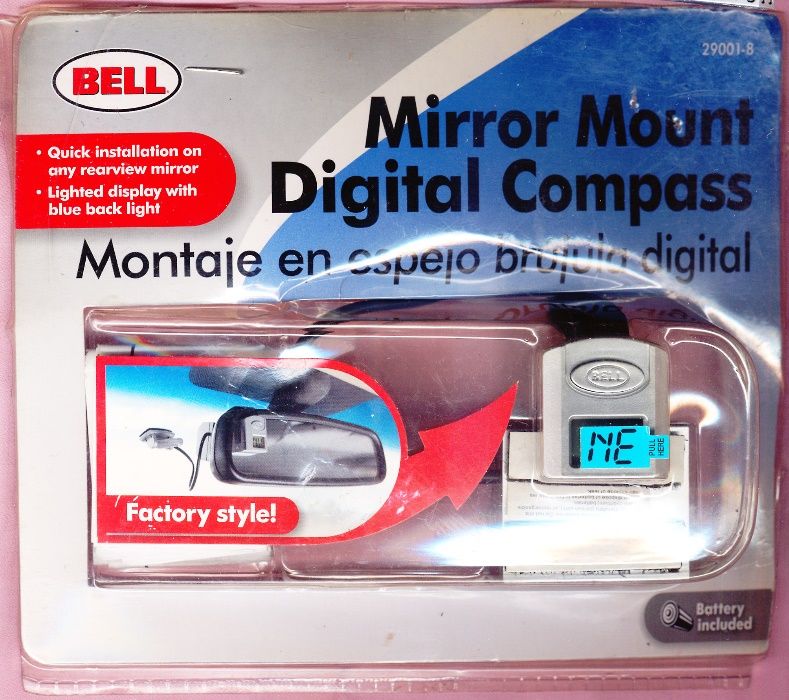 29001-8
BELL
Mirror Mount
Digital Compass
Montaje en espejo brújula digital
• Quick installation on
any rearview mirror
• Lighted display with
blue back light
BELL
NE
PULL
HERE
Factory style!
Battery
included